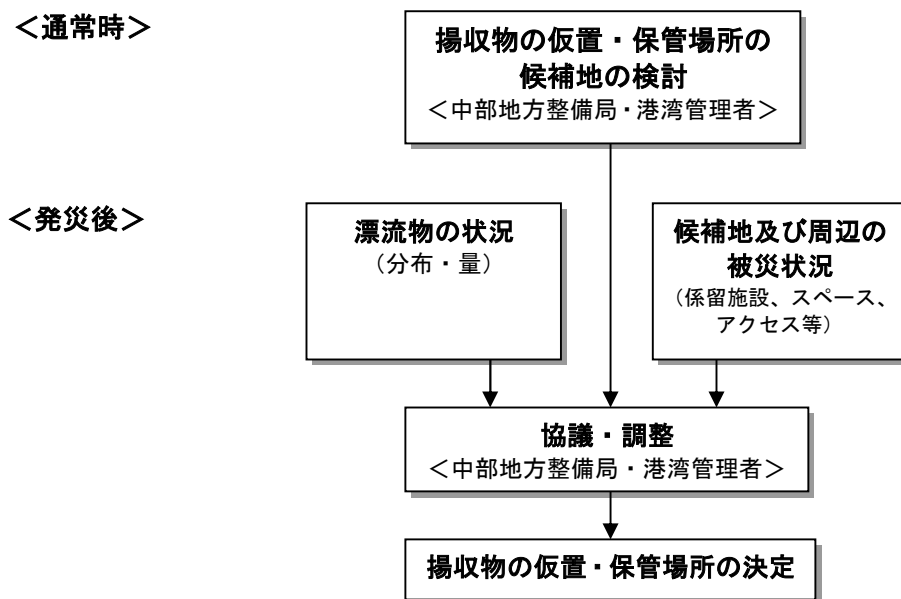 ＜通常時＞
揚収物の仮置・保管場所の
候補地の検討
＜中部地方整備局・港湾管理者＞
＜発災後＞
漂流物の状況
（分布・量）
候補地及び周辺の
被災状況
（係留施設、スペース、
アクセス等）
協議・調整
＜中部地方整備局・港湾管理者＞
揚収物の仮置・保管場所の決定